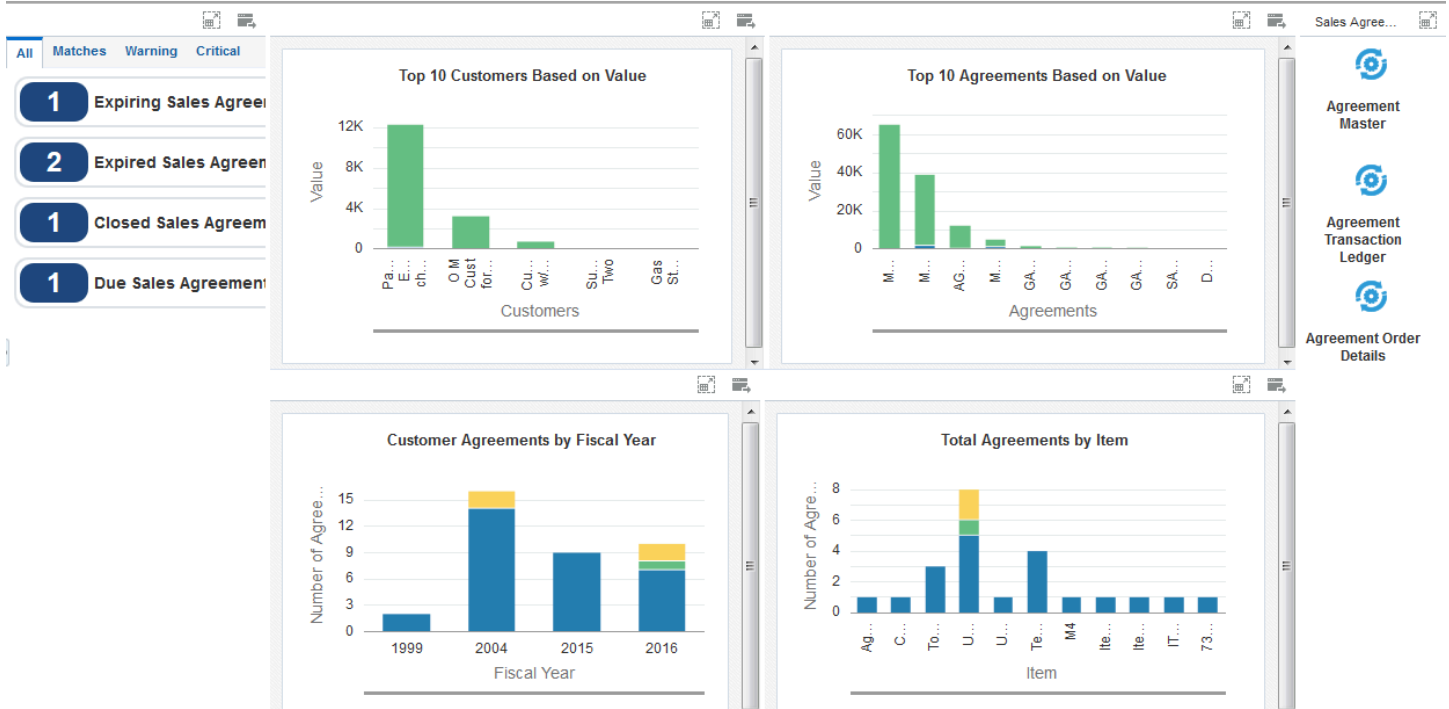 All Matches Warning Critical
1 Expiring Sales Agree
2 Expired Sales Agreem
1 Closed Sales Agreem
1 Due Sales Agreement
Top 10 Customers Based on Value
Value
12K
8K
4K
0
Pa...
E...
ch...
O M
Cust
for...
Cu...
w/...
Su...
Two
Gas
St...
Customers
Top 10 Agreements Based on Value
Value
60K
40K
20K
0
M...
M...
AG...
M...
GA...
GA...
GA...
GA...
SA...
D...
Agreements
Sales Agree...
Agreement
Master
Agreement
Transaction
Ledger
Agreement Order
Details
Customer Agreements by Fiscal Year
Number of Agree...
15
12
9
6
3
0
1999 2004 2015 2016
Fiscal Year
Total Agreements by Item
Number of Agre...
8
6
4
2
0
Ag...
C...
To...
U...
U...
Te...
M4
Ite...
Ite...
IT...
73...
Item